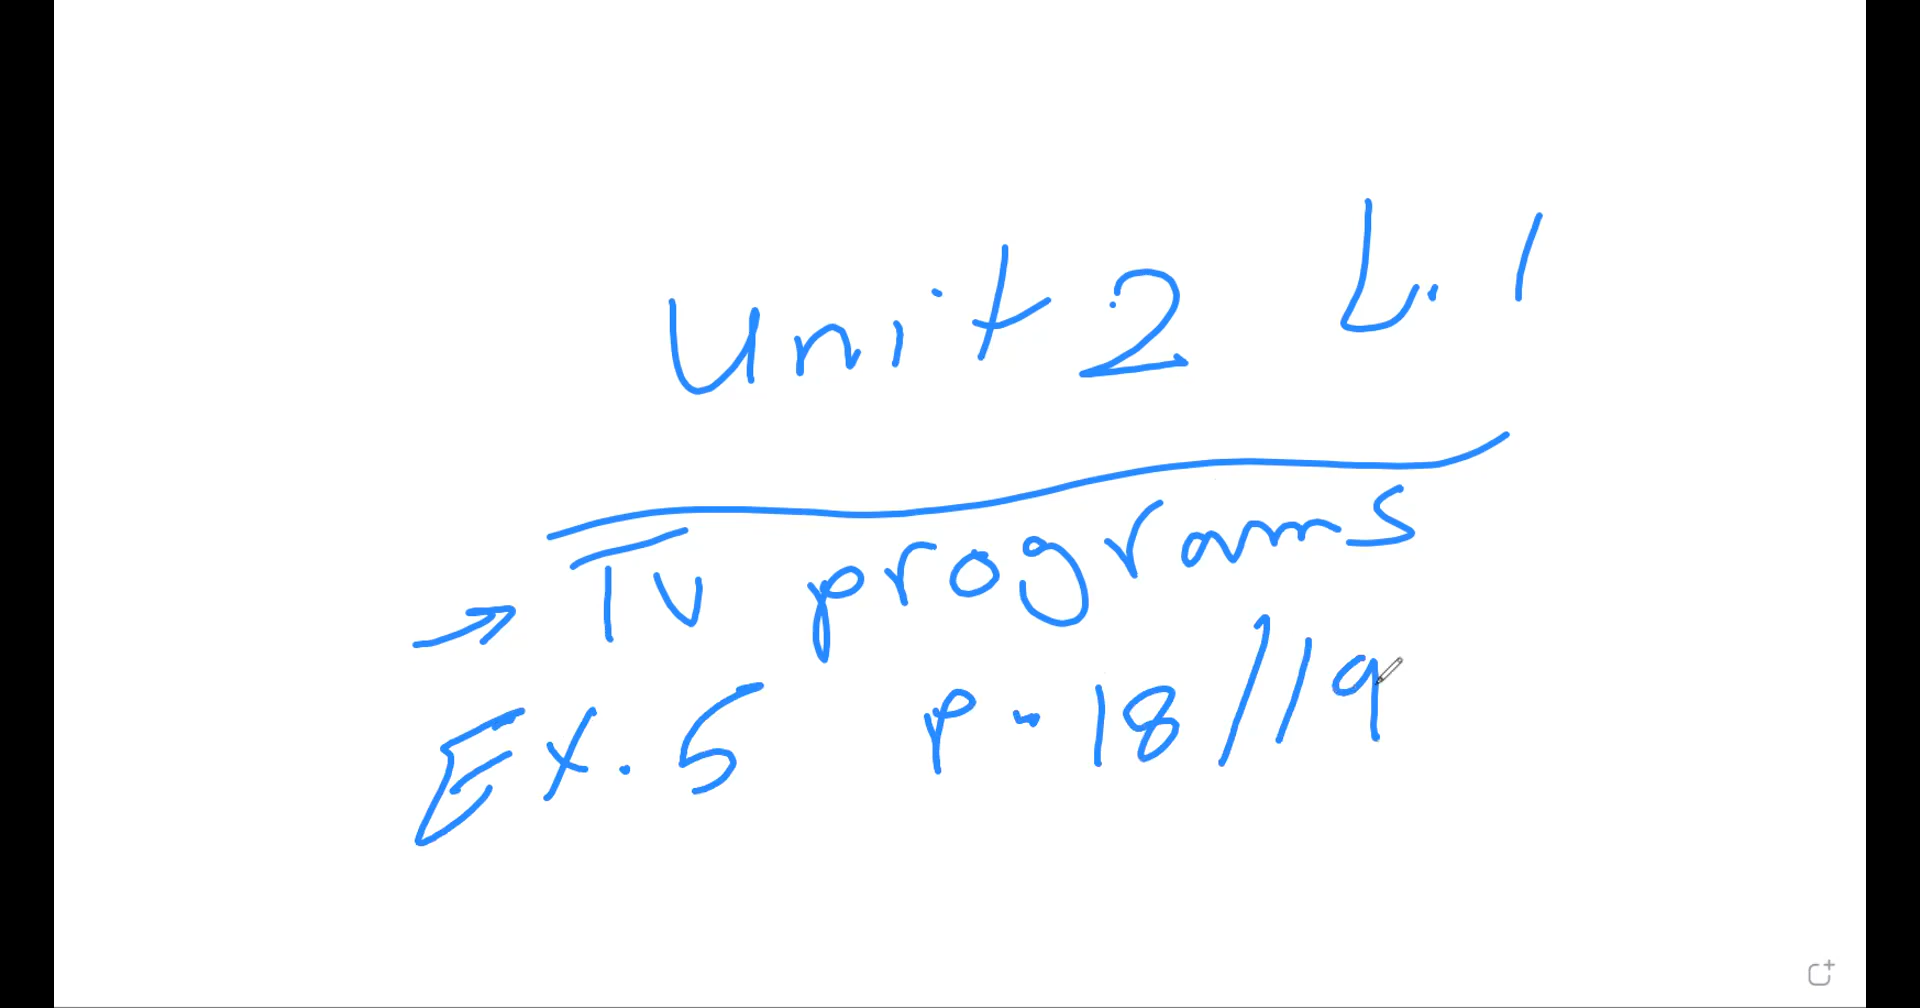 Unit 2 L. 1
→ TV programs
Ex. 5 p. 18/19